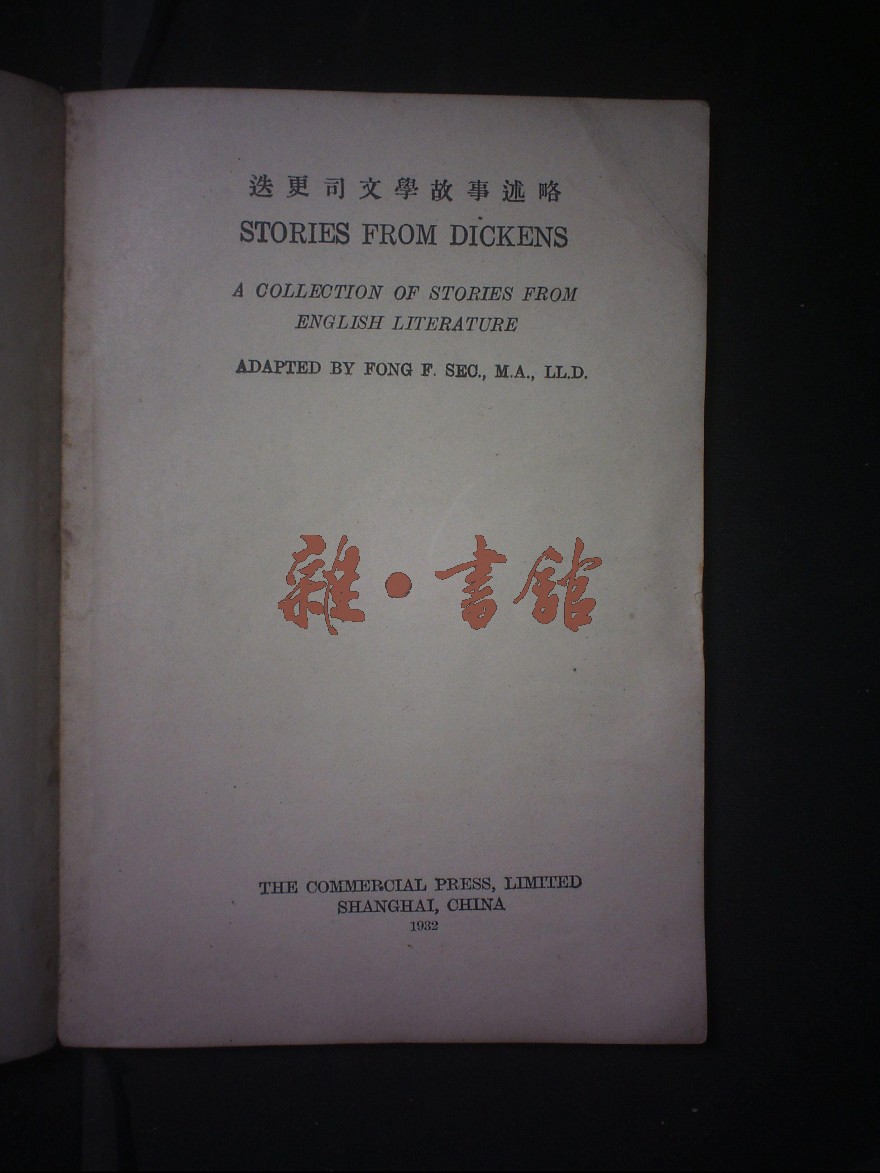 迭更司文學故事述略
STORIES FROM DICKENS
A COLLECTION OF STORIES FROM
ENGLISH LITERATURE
ADAPTED BY FONG F. SEC., M.A., LL.D.
雜·書館
THE COMMERCIAL PRESS, LIMITED
SHANGHAI, CHINA
1932